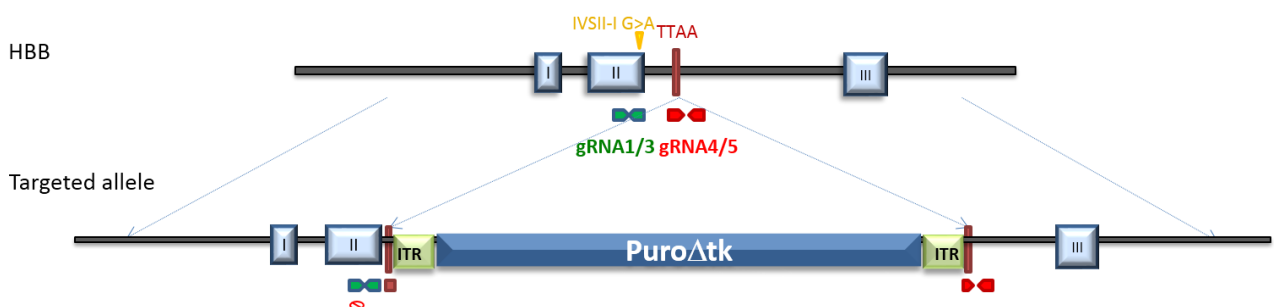 IVSII-I G>A
TTAA
HBB
I
II
III
gRNA1/3 gRNA4/5
Targeted allele
I
II
ITR
PuroΔtk
ITR
III